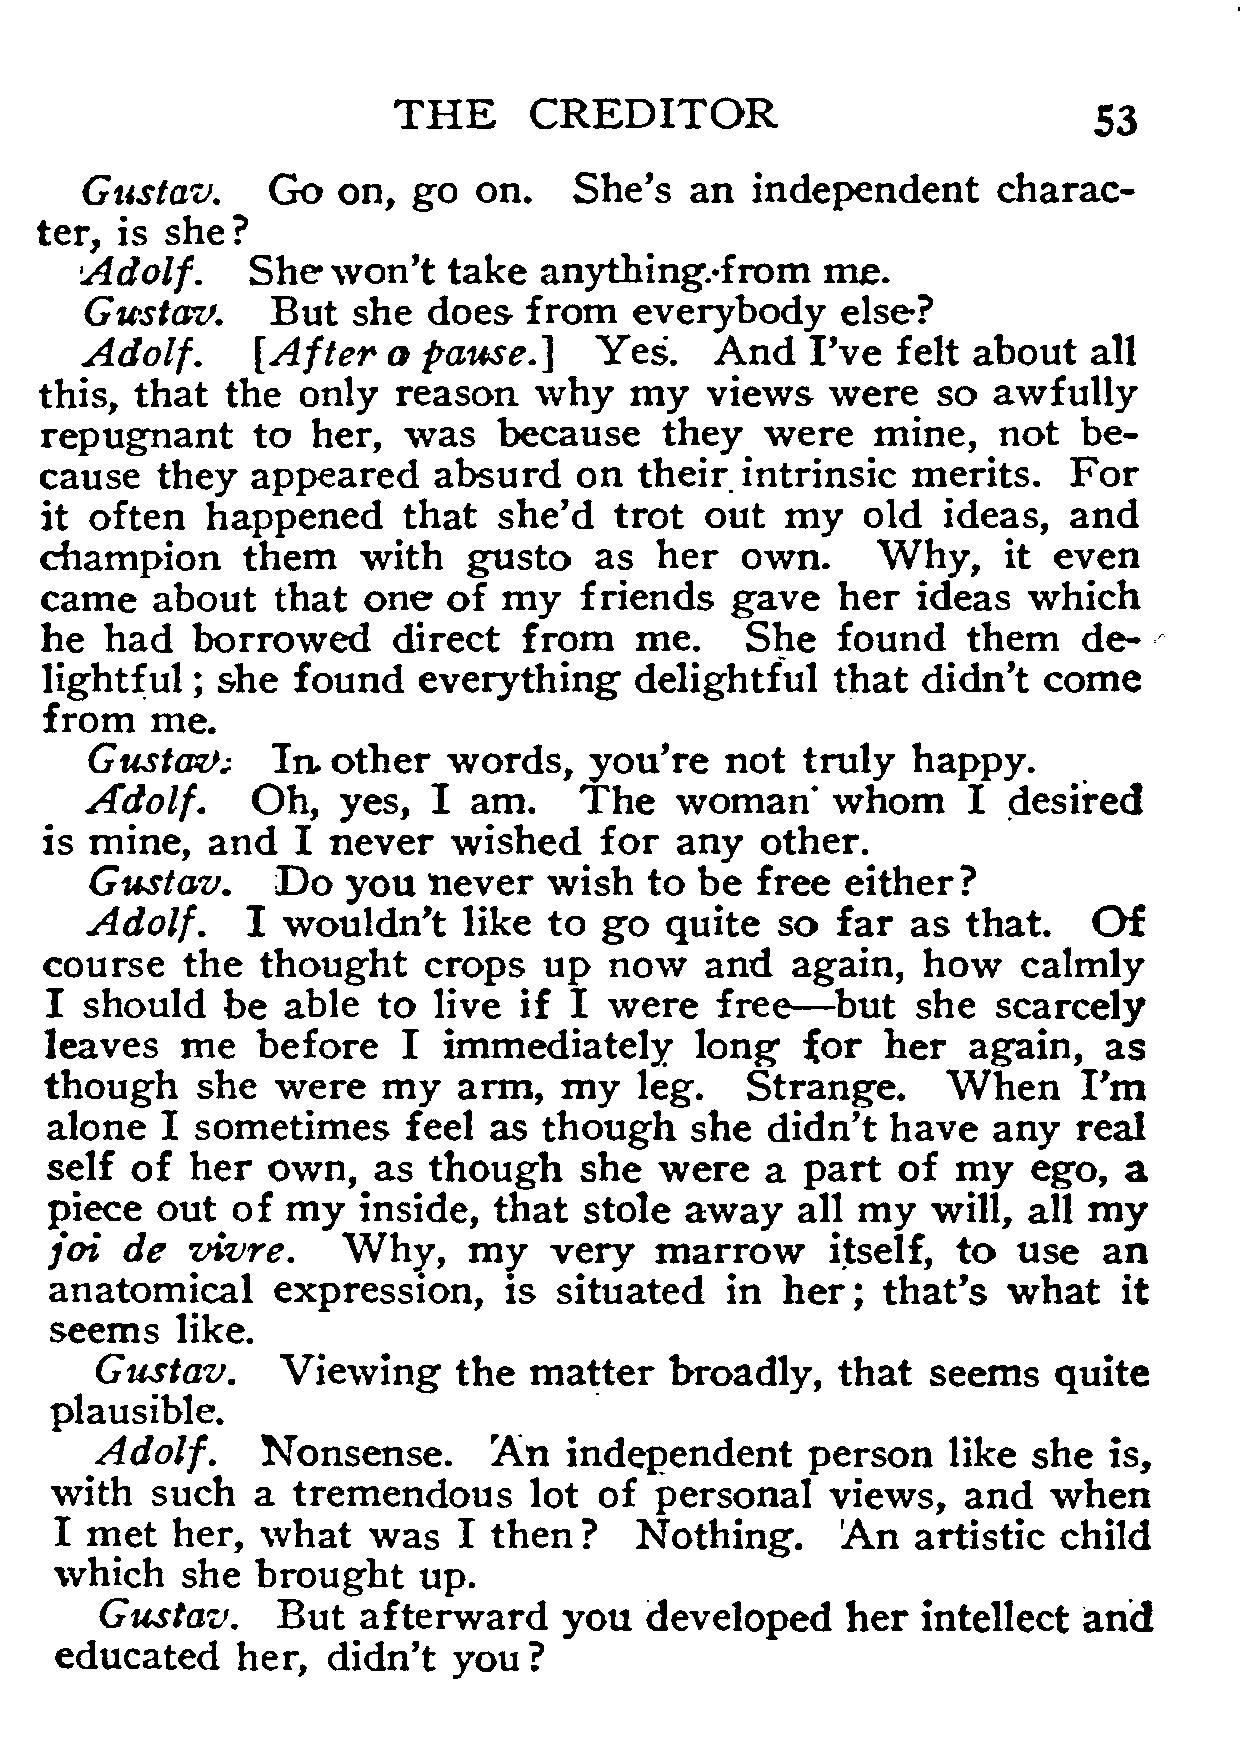 THE CREDITOR 53
Gustav. Go on, go on. She's an independent charac-
ter, is she?
Adolf. She won't take anything from me.
Gustav. But she does from everybody else?
Adolf. [After a pause.] Yes. And I've felt about all
this, that the only reason why my views were so awfully
repugnant to her, was because they were mine, not be-
cause they appeared absurd on their intrinsic merits. For
it often happened that she'd trot out my old ideas, and
champion them with gusto as her own. Why, it even
came about that one of my friends gave her ideas which
he had borrowed direct from me. She found them de-
lightful; she found everything delightful that didn't come
from me.
Gustav. In other words, you're not truly happy.
Adolf. Oh, yes, I am. The woman whom I desired
is mine, and I never wished for any other.
Gustav. Do you never wish to be free either?
Adolf. I wouldn't like to go quite so far as that. Of
course the thought crops up now and again, how calmly
I should be able to live if I were free—but she scarcely
leaves me before I immediately long for her again, as
though she were my arm, my leg. Strange. When I'm
alone I sometimes feel as though she didn't have any real
self of her own, as though she were a part of my ego, a
piece out of my inside, that stole away all my will, all my
joi de vivre. Why, my very marrow itself, to use an
anatomical expression, is situated in her; that's what it
seems like.
Gustav. Viewing the matter broadly, that seems quite
plausible.
Adolf. Nonsense. An independent person like she is,
with such a tremendous lot of personal views, and when
I met her, what was I then? Nothing. An artistic child
which she brought up.
Gustav. But afterward you developed her intellect and
educated her, didn't you?